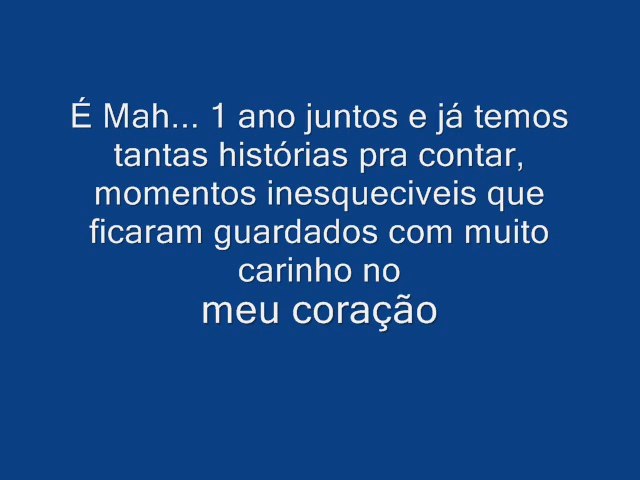 É Mah... 1 ano juntos e já temos
tantas histórias pra contar,
momentos inesqueciveis que
ficaram guardados com muito
carinho no
meu coração